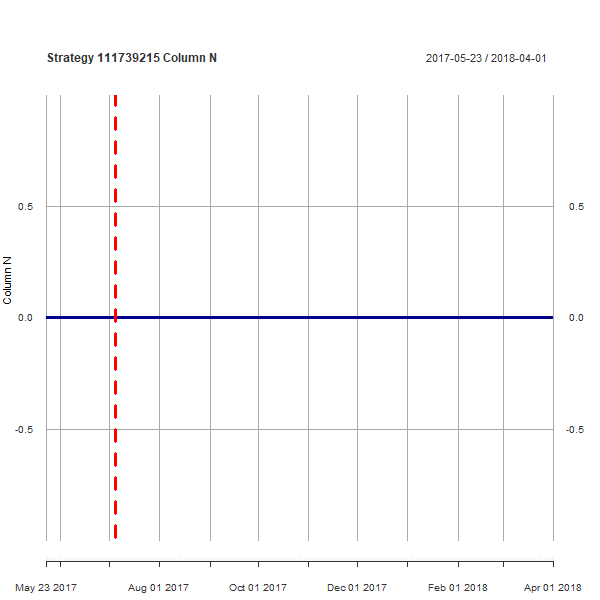 Strategy 111739215 Column N
2017-05-23 / 2018-04-01
0.5
0.5
Column N
0.0
0.0
-0.5
-0.5
May 23 2017
Aug 01 2017
Oct 01 2017
Dec 01 2017
Feb 01 2018
Apr 01 2018